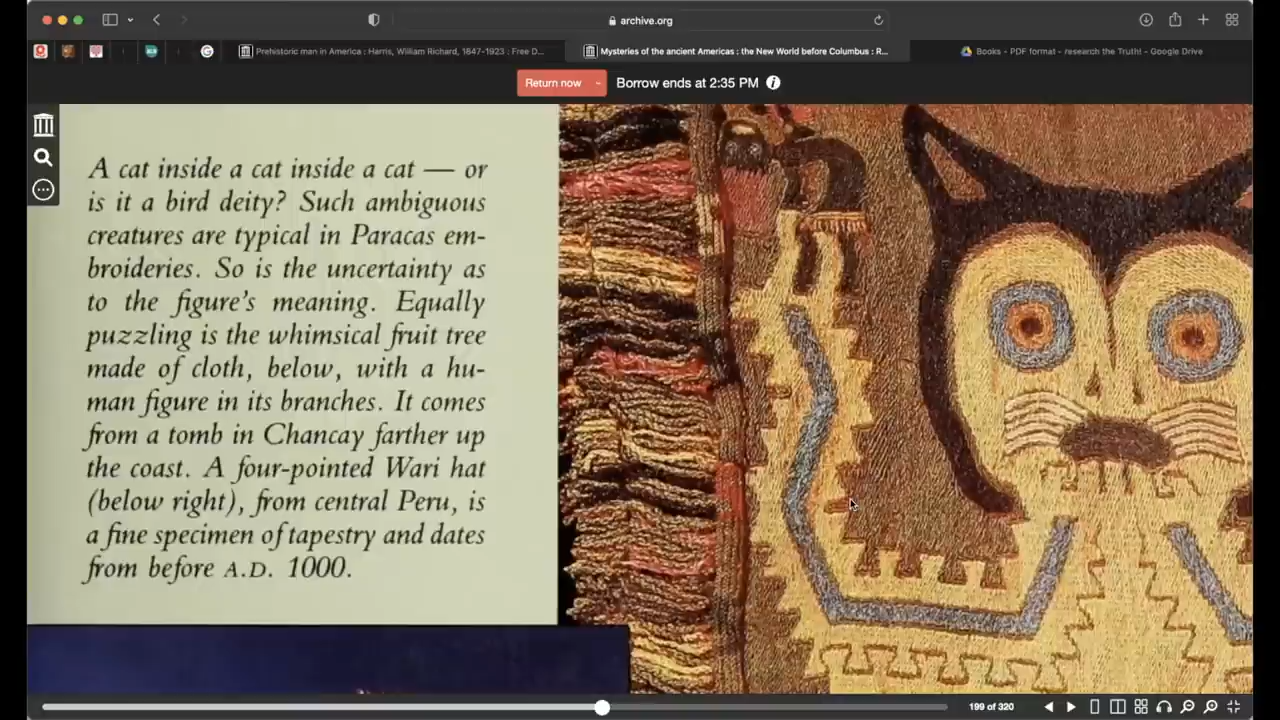 archive.org
Prehistoric man in America : Harris, William Richard, 1847-1923 : Free D...
Mysteries of the ancient Americas : the New World before Columbus : R...
Books - PDF format - research the Truth! - Google Drive
Return now
Borrow ends at 2:35 PM
A cat inside a cat inside a cat — or
is it a bird deity? Such ambiguous
creatures are typical in Paracas em-
broideries. So is the uncertainty as
to the figure's meaning. Equally
puzzling is the whimsical fruit tree
made of cloth, below, with a hu-
man figure in its branches. It comes
from a tomb in Chancay farther up
the coast. A four-pointed Wari hat
(below right), from central Peru, is
a fine specimen of tapestry and dates
from before A.D. 1000.
199 of 320